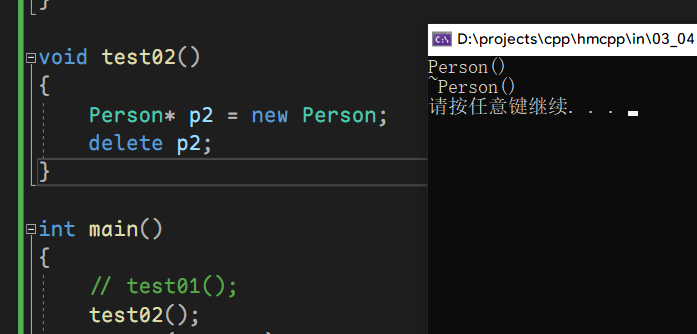 }
void test02()
{
    Person* p2 = new Person;
    delete p2;
}
int main()
{
    // test01();
    test02();
D:\projects\cpp\hmcpp\in\03_04
Person()
~Person()
请按任意键继续. . .